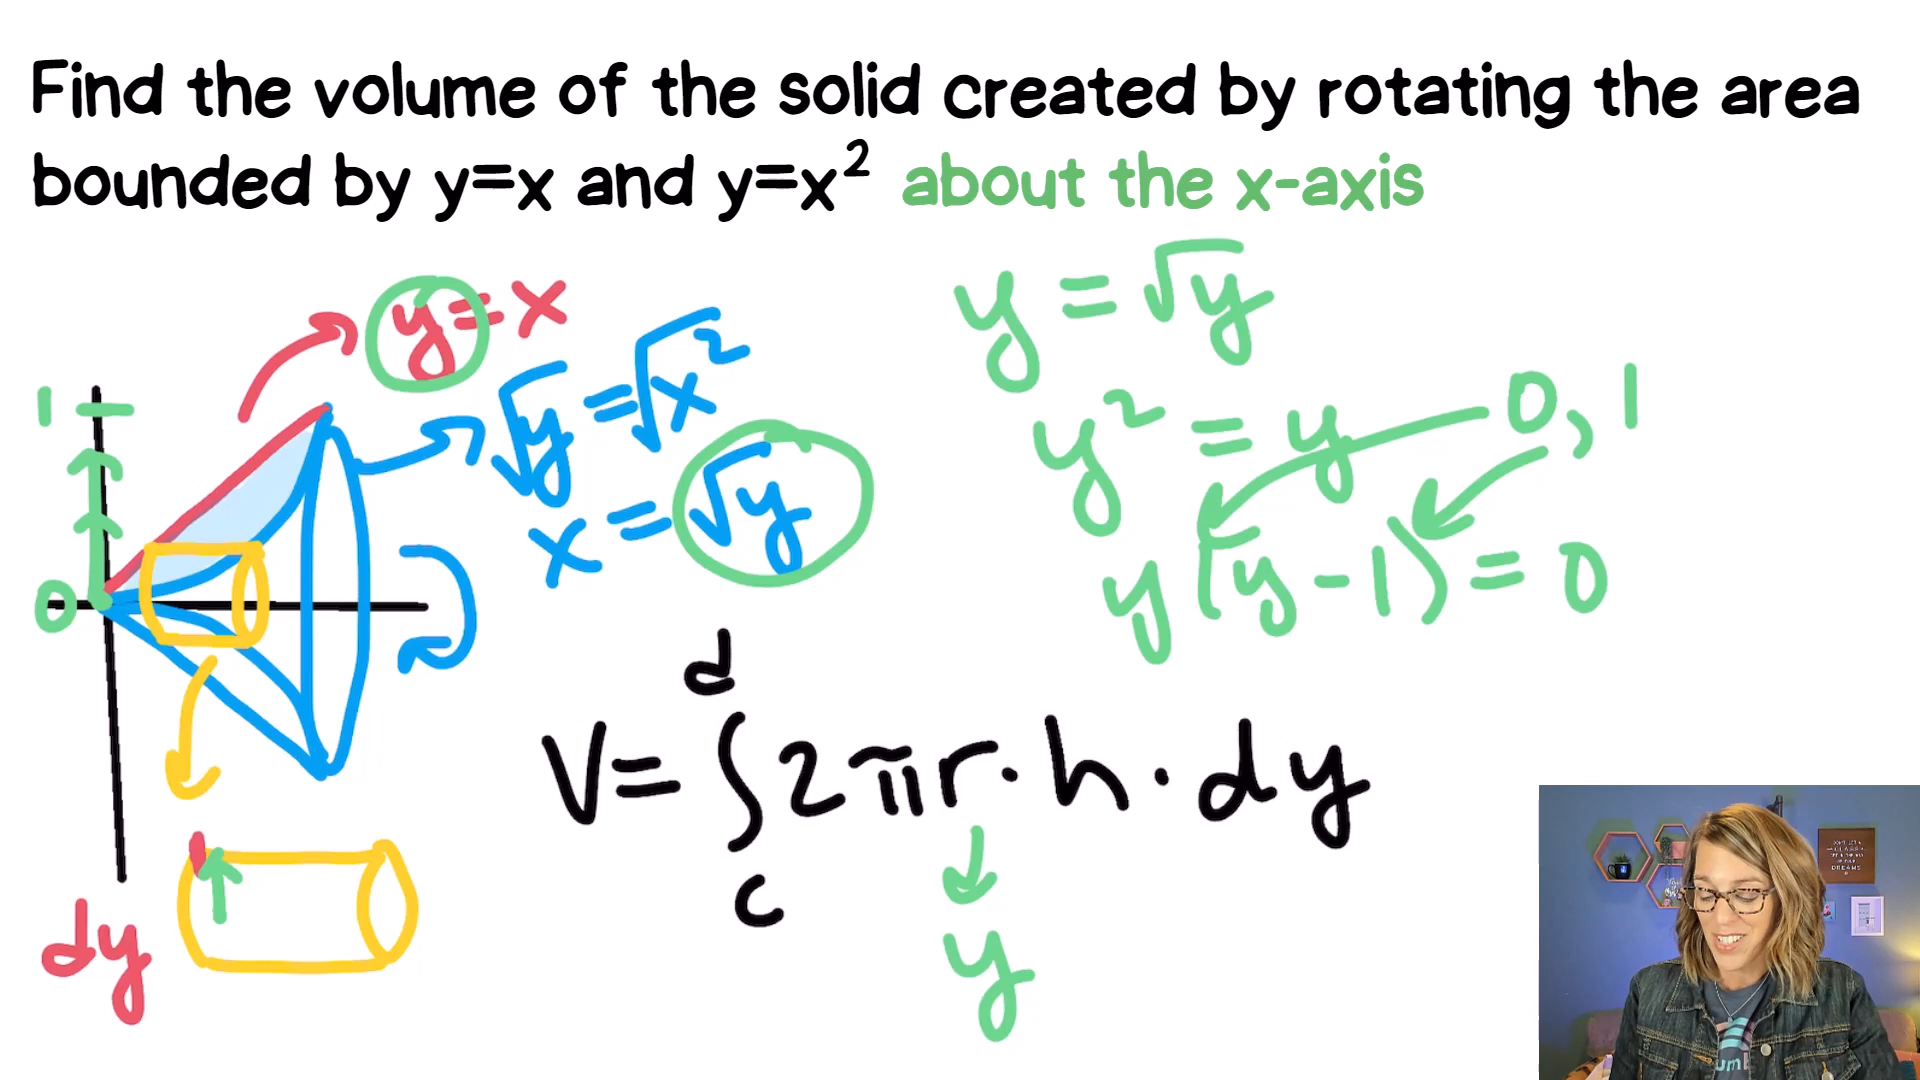 Find the volume of the solid created by rotating the area
bounded by y=x and y=x² about the x-axis
y=x
√y=√x²
x=√y
y=√y
y²=y
0,1
y(y-1)=0
1
0
d
V=∫2πr·h·dy
c
y
dy